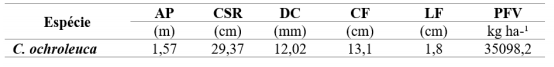 Espécie AP CSR DC CF LF PFV
(m) (cm) (mm) (cm) (cm) kg ha-¹
C. ochroleuca 1,57 29,37 12,02 13,1 1,8 35098,2